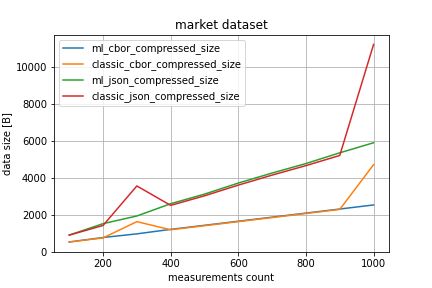 market dataset
ml_cbor_compressed_size
classic_cbor_compressed_size
ml_json_compressed_size
classic_json_compressed_size
data size [B]
10000
8000
6000
4000
2000
0
200
400
600
800
1000
measurements count